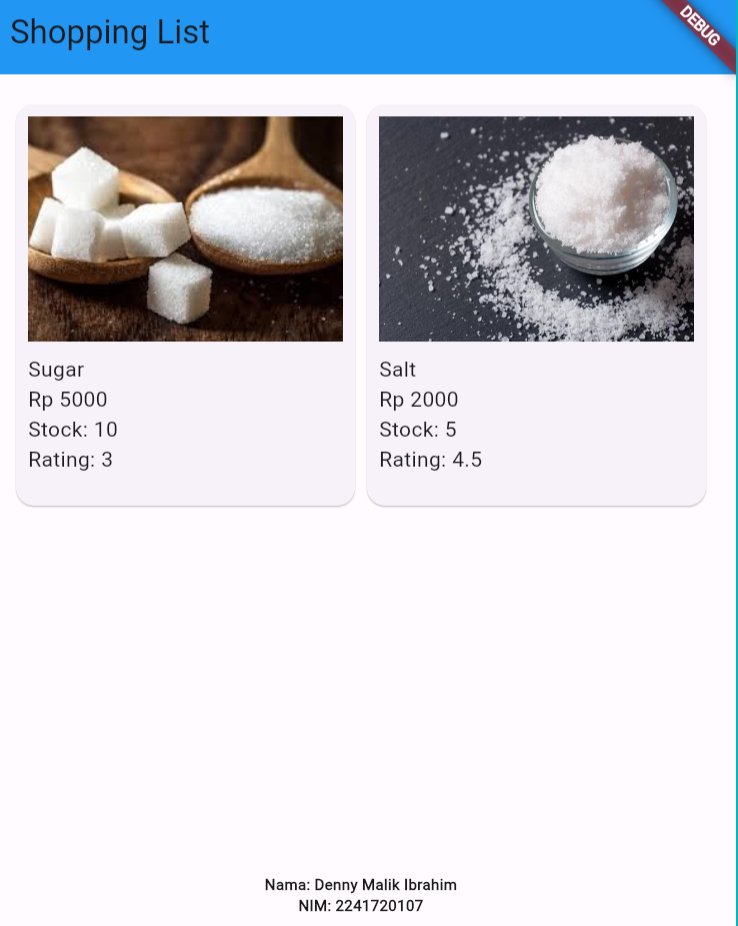 Shopping List
DEBUG
Sugar
Rp 5000
Stock: 10
Rating: 3
Salt
Rp 2000
Stock: 5
Rating: 4.5
Nama: Denny Malik Ibrahim
NIM: 2241720107